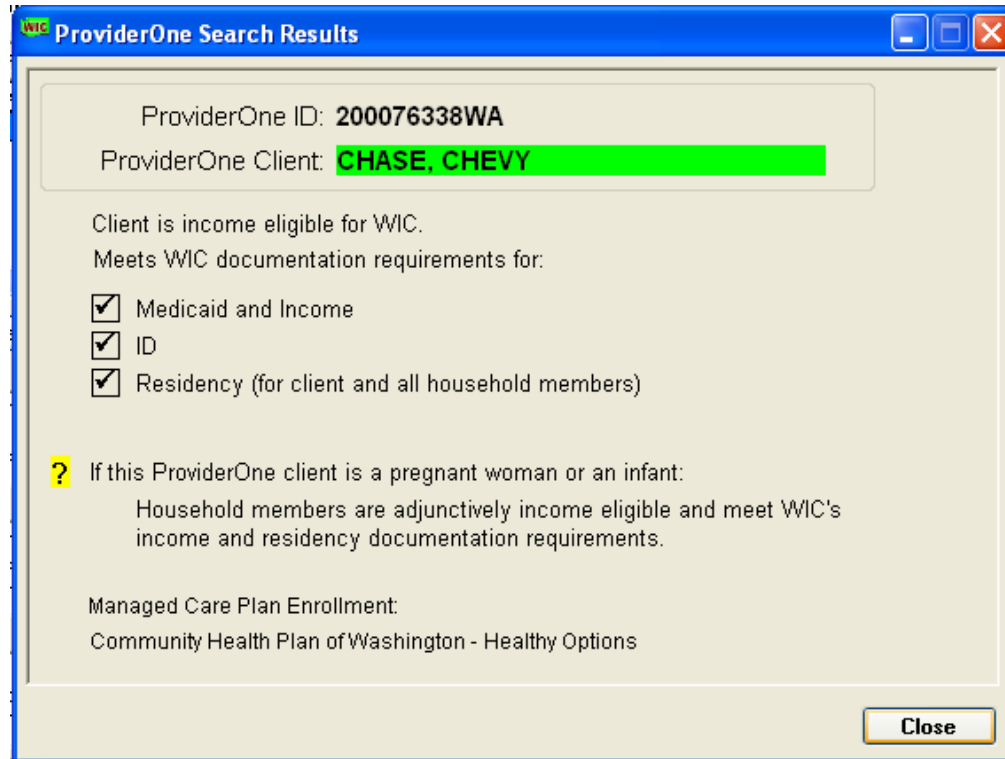 WIC ProviderOne Search Results
ProviderOne ID: 200076338WA
ProviderOne Client: CHASE, CHEVY
Client is income eligible for WIC.
Meets WIC documentation requirements for:
Medicaid and Income
ID
Residency (for client and all household members)
? If this ProviderOne client is a pregnant woman or an infant:
Household members are adjunctively income eligible and meet WIC's
income and residency documentation requirements.
Managed Care Plan Enrollment:
Community Health Plan of Washington - Healthy Options
Close